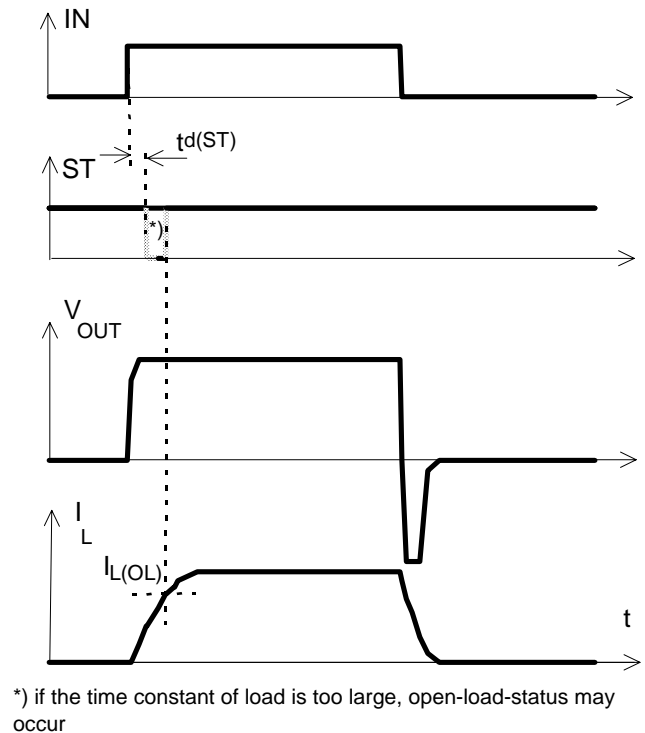 IN
td(ST)
ST
*)
VOUT
IL
IL(OL)
t
*) if the time constant of load is too large, open-load-status may
occur